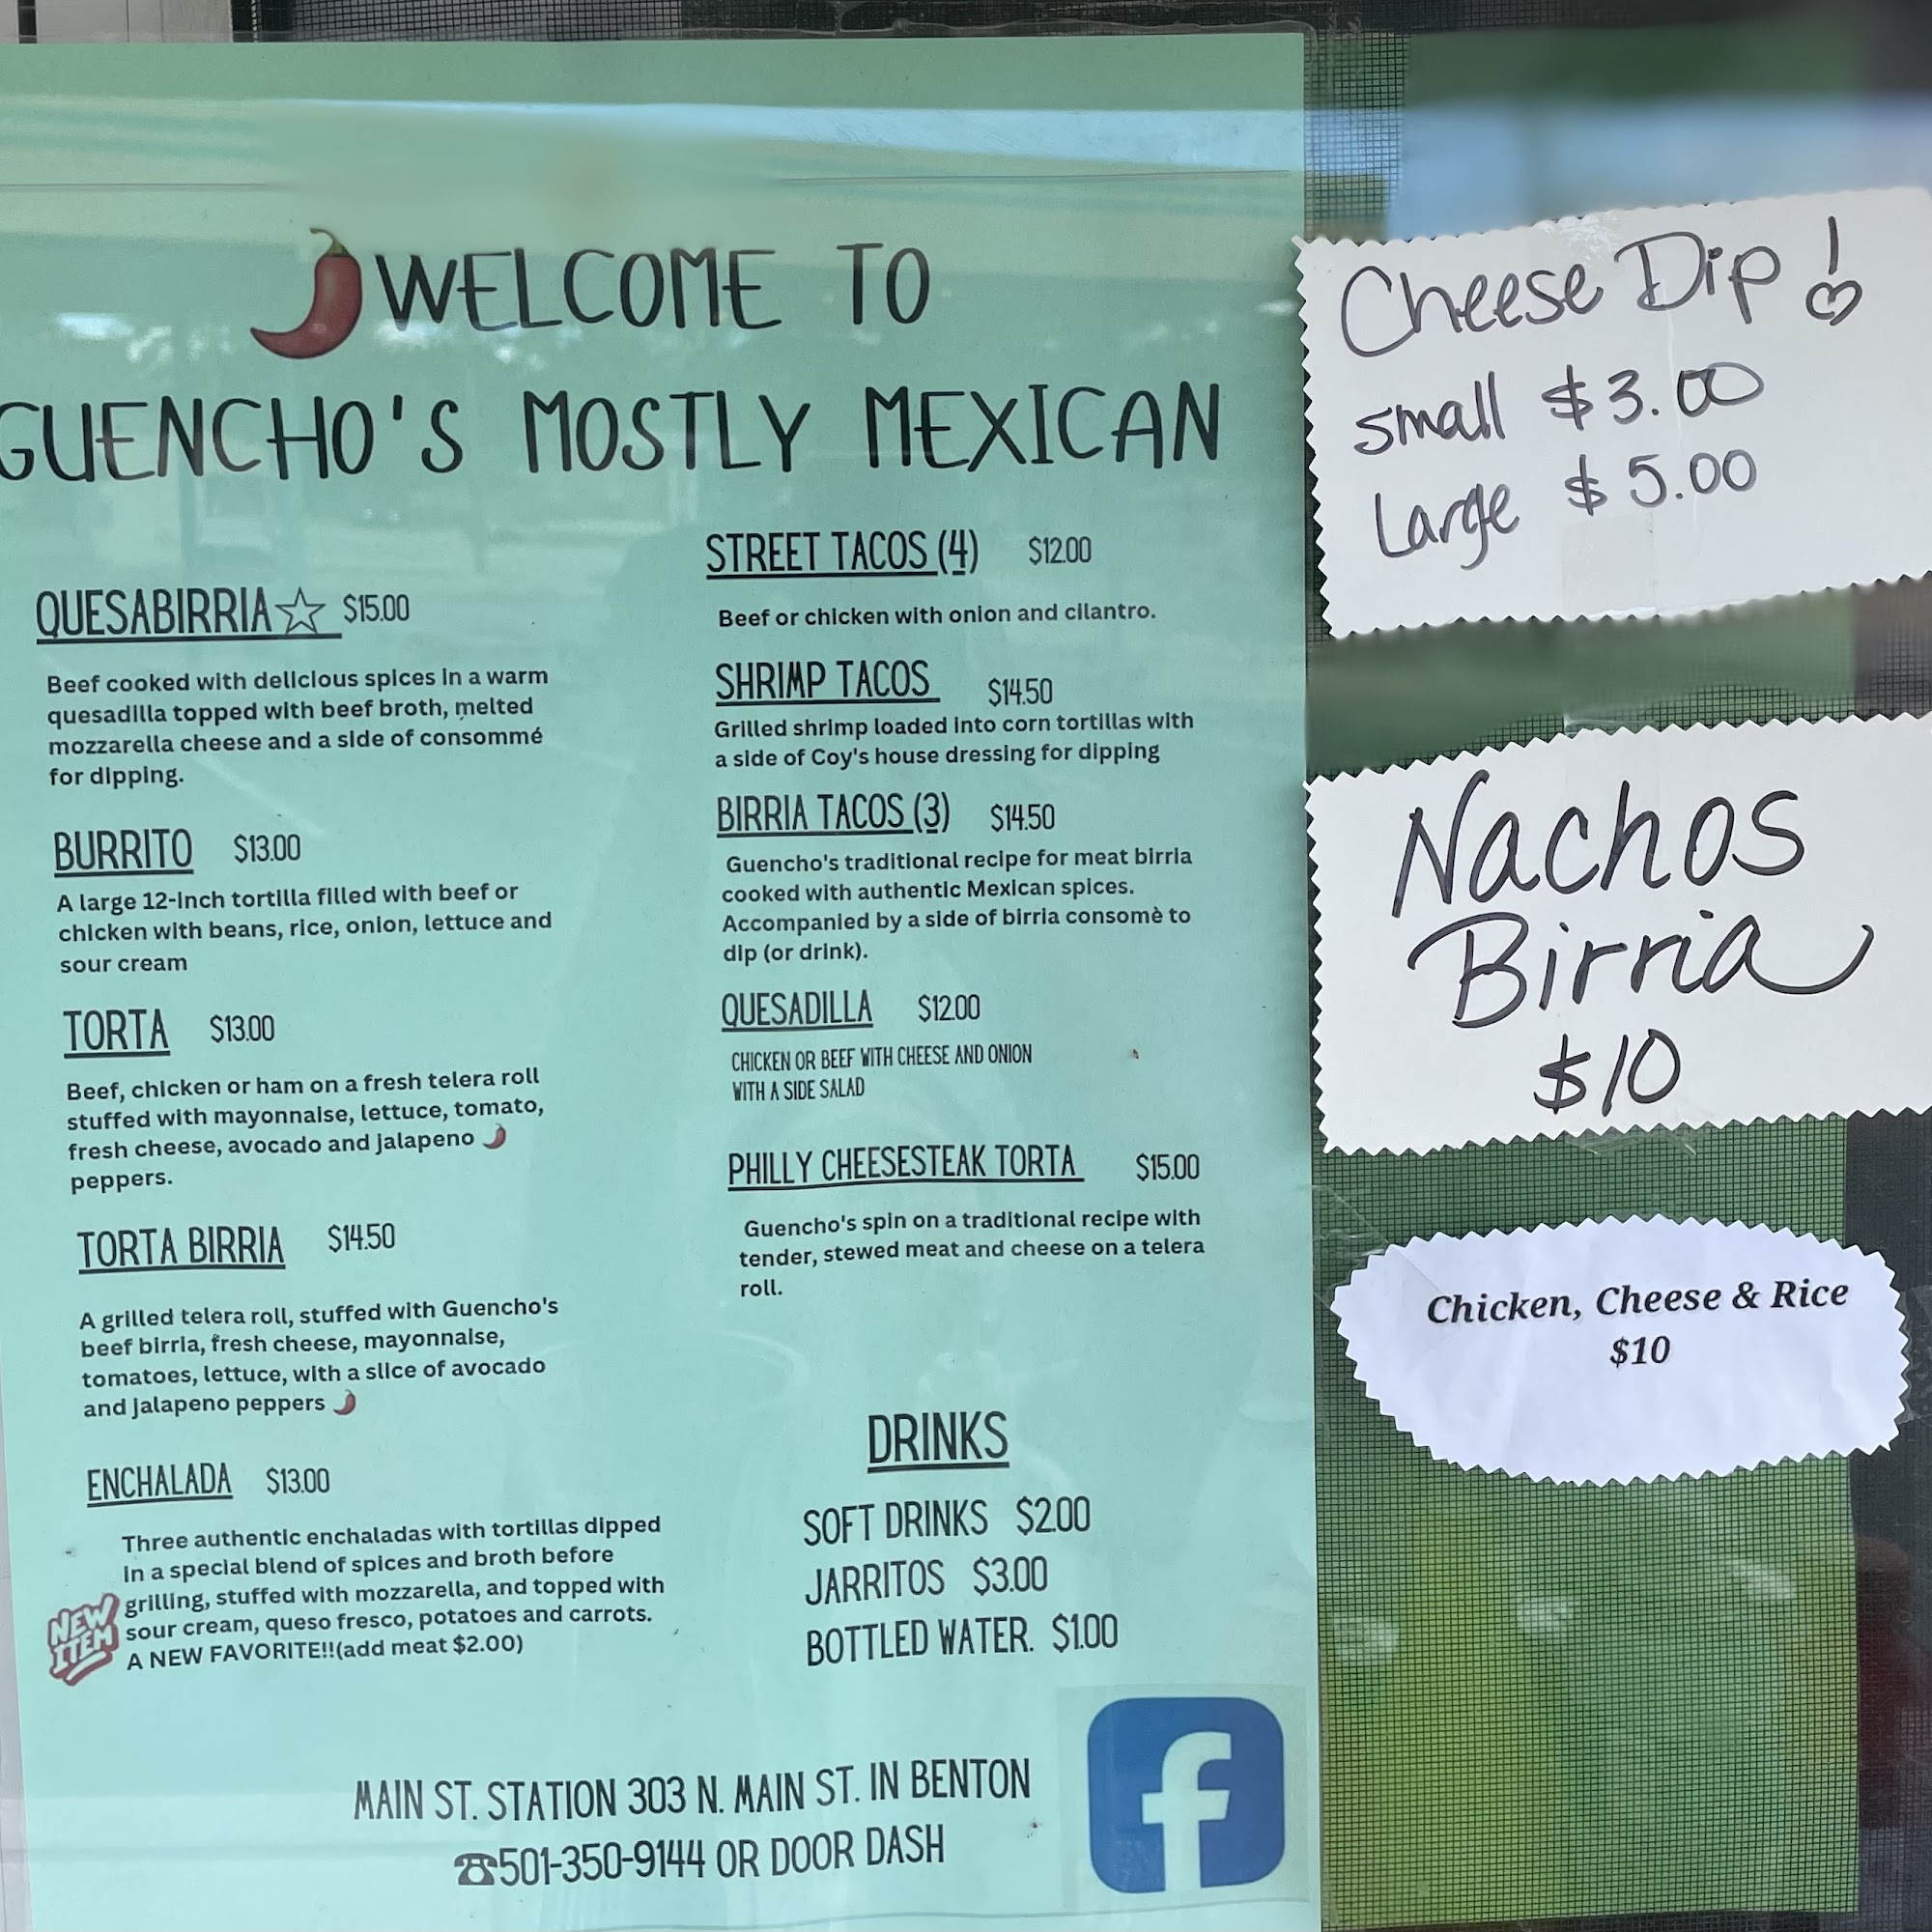 WELCOME TO
GUENCHO'S MOSTLY MEXICAN
QUESABIRRIA☆ $15.00
Beef cooked with delicious spices in a warm
quesadilla topped with beef broth, melted
mozzarella cheese and a side of consommé
for dipping.
BURRITO $13.00
A large 12-inch tortilla filled with beef or
chicken with beans, rice, onion, lettuce and
sour cream
TORTA $13.00
Beef, chicken or ham on a fresh telera roll
stuffed with mayonnaise, lettuce, tomato,
fresh cheese, avocado and jalapeno 🌶
peppers.
TORTA BIRRIA $14.50
A grilled telera roll, stuffed with Guencho's
beef birria, fresh cheese, mayonnaise,
tomatoes, lettuce, with a slice of avocado
and jalapeno peppers 🌶
ENCHALADA $13.00
Three authentic enchaladas with tortillas dipped
in a special blend of spices and broth before
grilling, stuffed with mozzarella, and topped with
sour cream, queso fresco, potatoes and carrots.
A NEW FAVORITE!!(add meat $2.00)
NEW
ITEM
STREET TACOS (4) $12.00
Beef or chicken with onion and cilantro.
SHRIMP TACOS $14.50
Grilled shrimp loaded into corn tortillas with
a side of Coy's house dressing for dipping
BIRRIA TACOS (3) $14.50
Guencho's traditional recipe for meat birria
cooked with authentic Mexican spices.
Accompanied by a side of birria consomè to
dip (or drink).
QUESADILLA $12.00
CHICKEN OR BEEF WITH CHEESE AND ONION
WITH A SIDE SALAD
PHILLY CHEESESTEAK TORTA $15.00
Guencho's spin on a traditional recipe with
tender, stewed meat and cheese on a telera
roll.
DRINKS
SOFT DRINKS $2.00
JARRITOS $3.00
BOTTLED WATER. $1.00
MAIN ST. STATION 303 N. MAIN ST. IN BENTON
☎501-350-9144 OR DOOR DASH
f
Cheese Dip!
small $3.00
Large $5.00
Nachos
Birria
$10
Chicken, Cheese & Rice
$10